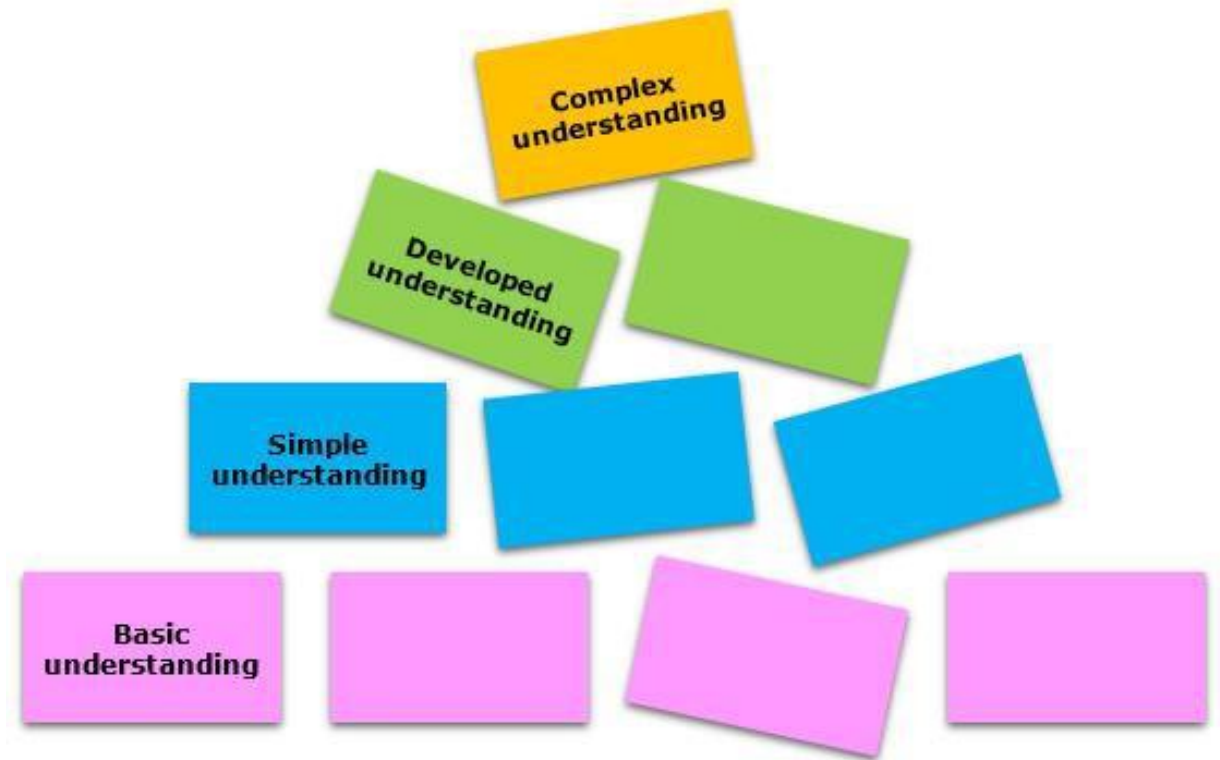 Complex
understanding
Developed
understanding
Simple
understanding
Basic
understanding